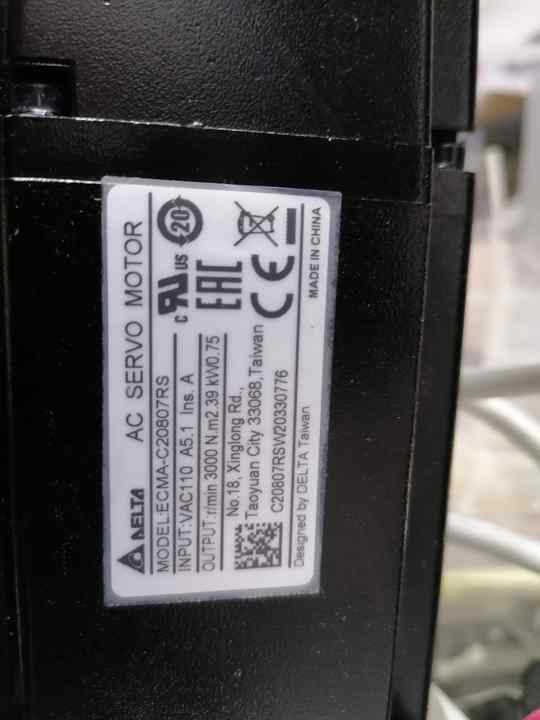 DELTA
AC SERVO MOTOR
MODEL:ECMA-C20807RS
INPUT:VAC110 A5.1 Ins. A
OUTPUT:r/min 3000 N.m2.39 kW0.75
c UR US 20
EAC
CE
No.18, Xinglong Rd.,
Taoyuan City 33068,Taiwan
C20807RSW20330776
Designed by DELTA Taiwan
MADE IN CHINA